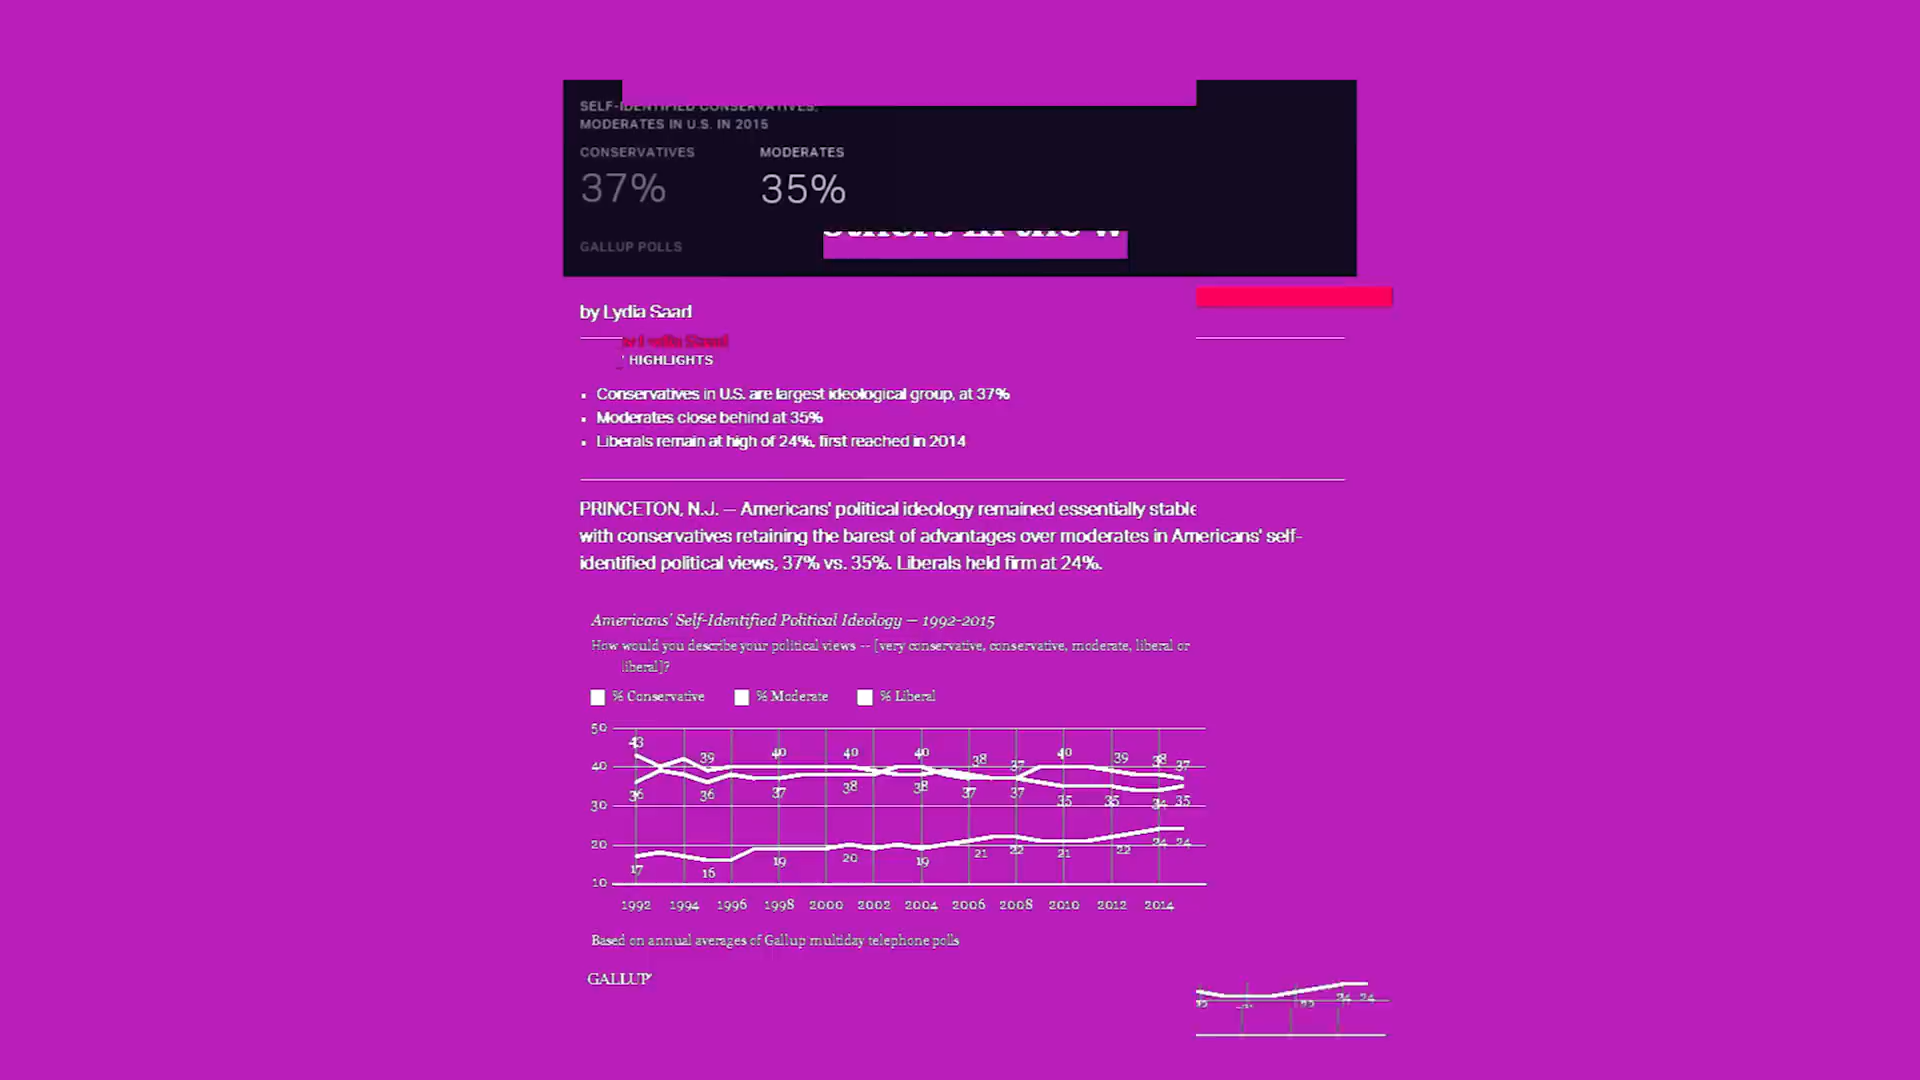 SELF-IDENTIFIED CONSERVATIVES,
MODERATES IN U.S. IN 2015
CONSERVATIVES MODERATES
37% 35%
others in the w
GALLUP POLLS
by Lydia Saad
by Lydia Saad
HIGHLIGHTS
Conservatives in U.S. are largest ideological group, at 37%
Moderates close behind at 35%
Liberals remain at high of 24%, first reached in 2014
PRINCETON, N.J. -- Americans' political ideology remained essentially stable
with conservatives retaining the barest of advantages over moderates in Americans' self-
identified political views, 37% vs. 35%. Liberals held firm at 24%.
Americans' Self-Identified Political Ideology -- 1992-2015
How would you describe your political views -- [very conservative, conservative, moderate, liberal or
liberal]?
% Conservative % Moderate % Liberal
50
43 39 40 40 40 38 37 40 39 38 37
40
36 36 37 38 38 37 37 35 35 34 35
30
20
17 16 19 20 19 21 22 21 22 24 24
10
1992 1994 1996 1998 2000 2002 2004 2006 2008 2010 2012 2014
Based on annual averages of Gallup multiday telephone polls
GALLUP
24 24